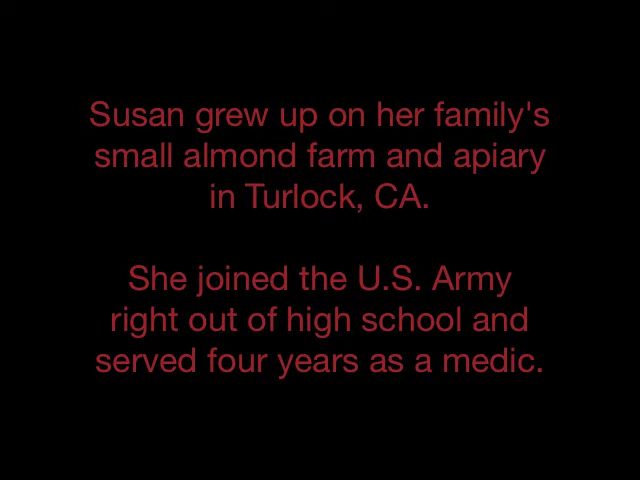 Susan grew up on her family's
small almond farm and apiary
in Turlock, CA.
She joined the U.S. Army
right out of high school and
served four years as a medic.